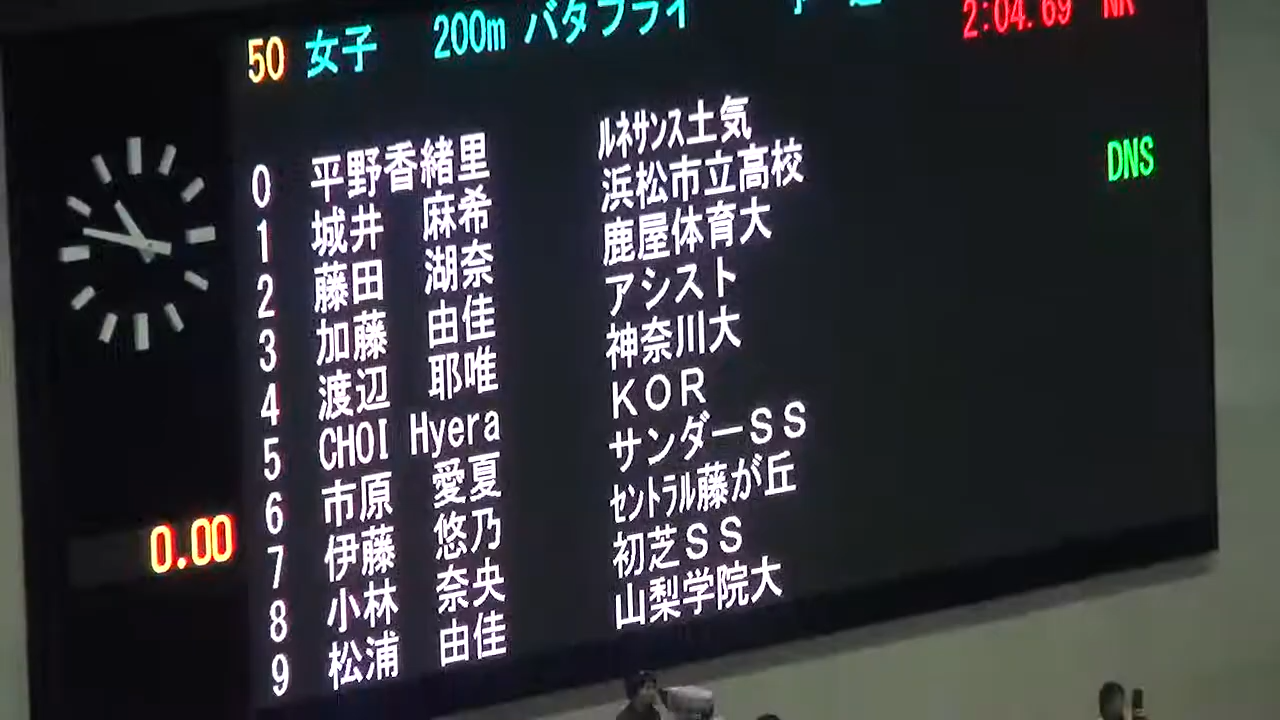 50 女子 200m バタフライ 2:04.69 NR
0 平野香緒里 ﾙﾈｻﾝｽ土気
1 城井 麻希 浜松市立高校 DNS
2 藤田 湖奈 鹿屋体育大
3 加藤 由佳 アシスト
4 渡辺 耶唯 神奈川大
5 CHOI Hyera ＫＯＲ
6 市原 愛夏 サンダーＳＳ
7 伊藤 悠乃 ｾﾝﾄﾗﾙ藤が丘
8 小林 奈央 初芝ＳＳ
9 松浦 由佳 山梨学院大
0.00